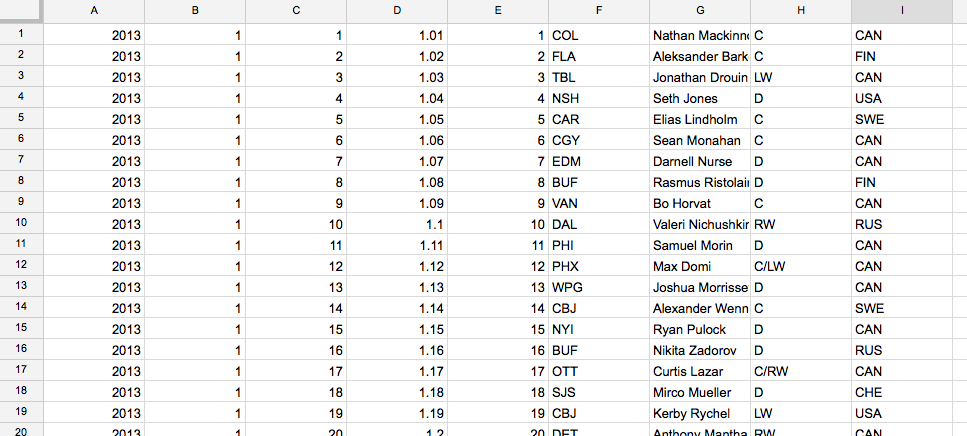 A B C D E F G H I
1 2013 1 1 1.01 1 COL Nathan Mackinn C CAN
2 2013 1 2 1.02 2 FLA Aleksander Bark C FIN
3 2013 1 3 1.03 3 TBL Jonathan Drouin LW CAN
4 2013 1 4 1.04 4 NSH Seth Jones D USA
5 2013 1 5 1.05 5 CAR Elias Lindholm C SWE
6 2013 1 6 1.06 6 CGY Sean Monahan C CAN
7 2013 1 7 1.07 7 EDM Darnell Nurse D CAN
8 2013 1 8 1.08 8 BUF Rasmus Ristolai D FIN
9 2013 1 9 1.09 9 VAN Bo Horvat C CAN
10 2013 1 10 1.1 10 DAL Valeri Nichushkir RW RUS
11 2013 1 11 1.11 11 PHI Samuel Morin D CAN
12 2013 1 12 1.12 12 PHX Max Domi C/LW CAN
13 2013 1 13 1.13 13 WPG Joshua Morrisse D CAN
14 2013 1 14 1.14 14 CBJ Alexander Wenn C SWE
15 2013 1 15 1.15 15 NYI Ryan Pulock D CAN
16 2013 1 16 1.16 16 BUF Nikita Zadorov D RUS
17 2013 1 17 1.17 17 OTT Curtis Lazar C/RW CAN
18 2013 1 18 1.18 18 SJS Mirco Mueller D CHE
19 2013 1 19 1.19 19 CBJ Kerby Rychel LW USA
20 2013 1 20 1.2 20 DET Anthony Mantha RW CAN